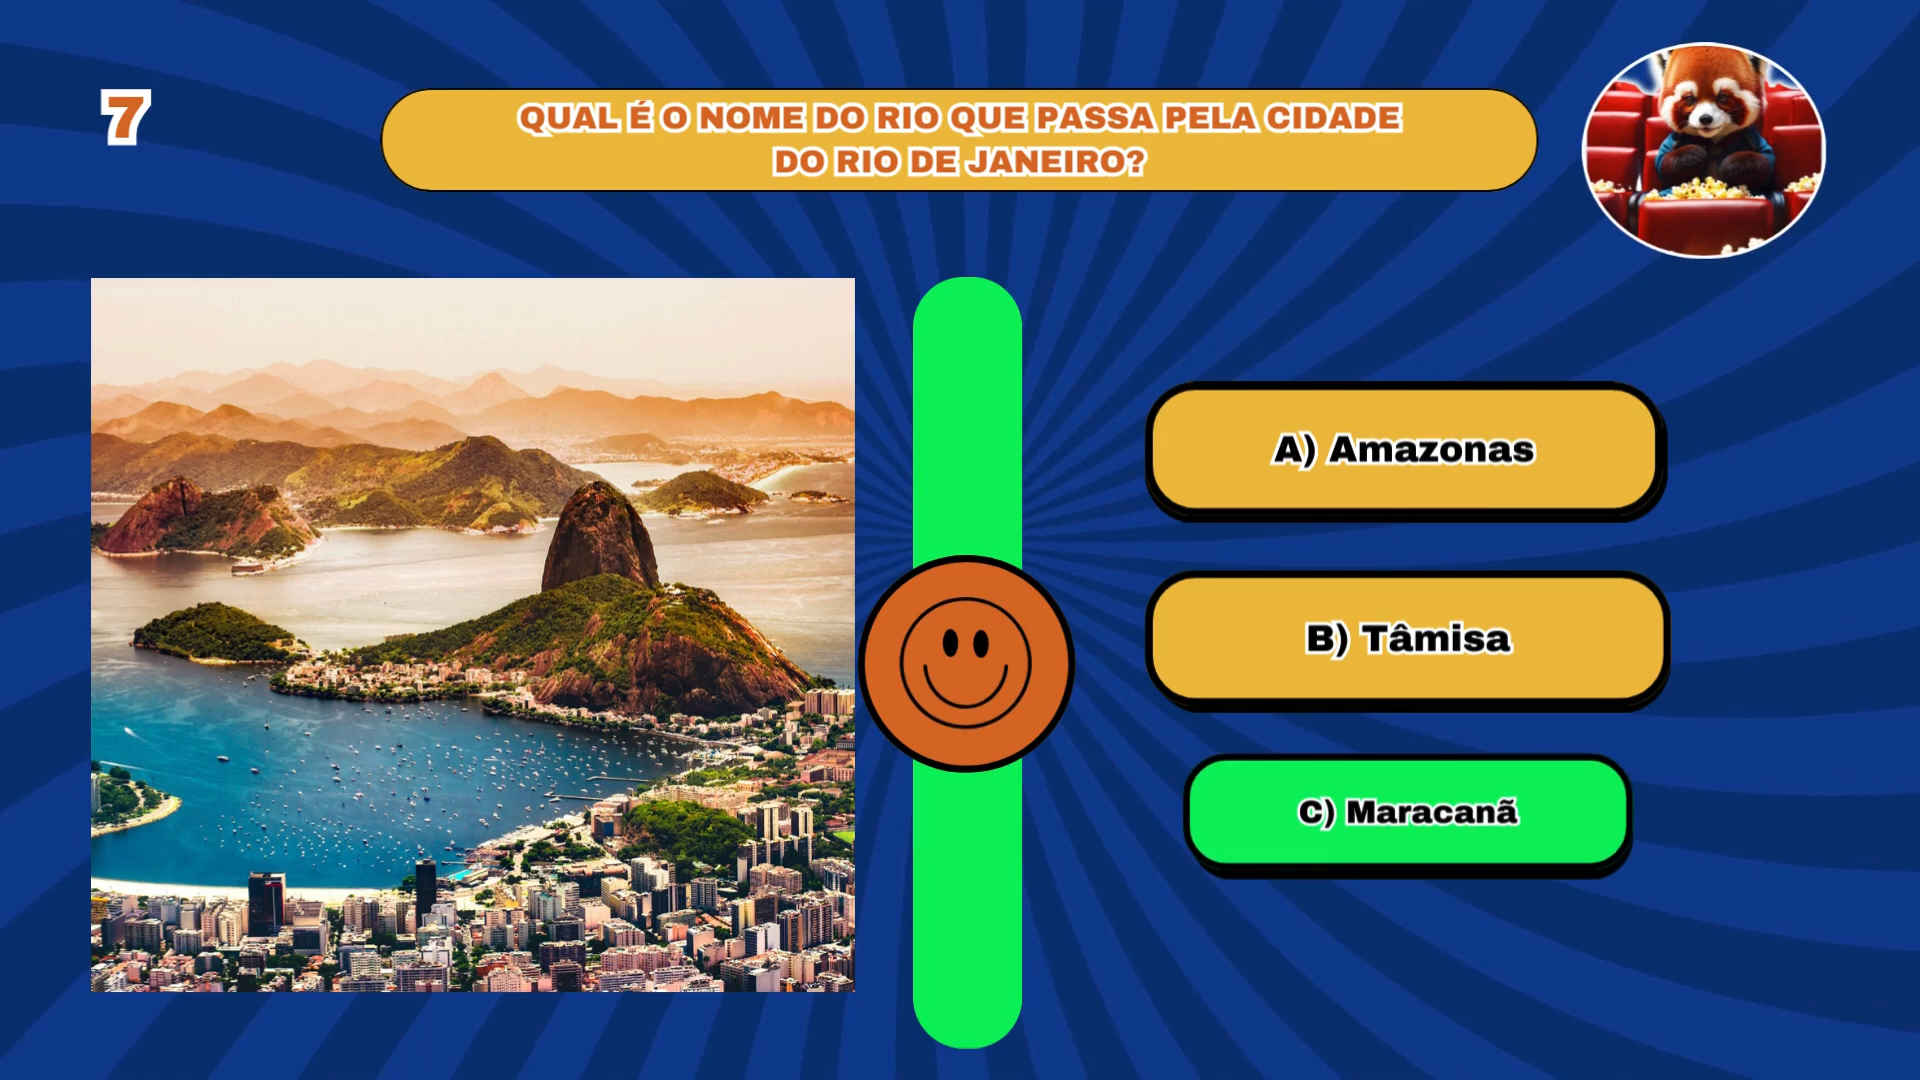 7
QUAL É O NOME DO RIO QUE PASSA PELA CIDADE
DO RIO DE JANEIRO?
A) Amazonas
B) Tâmisa
C) Maracanã